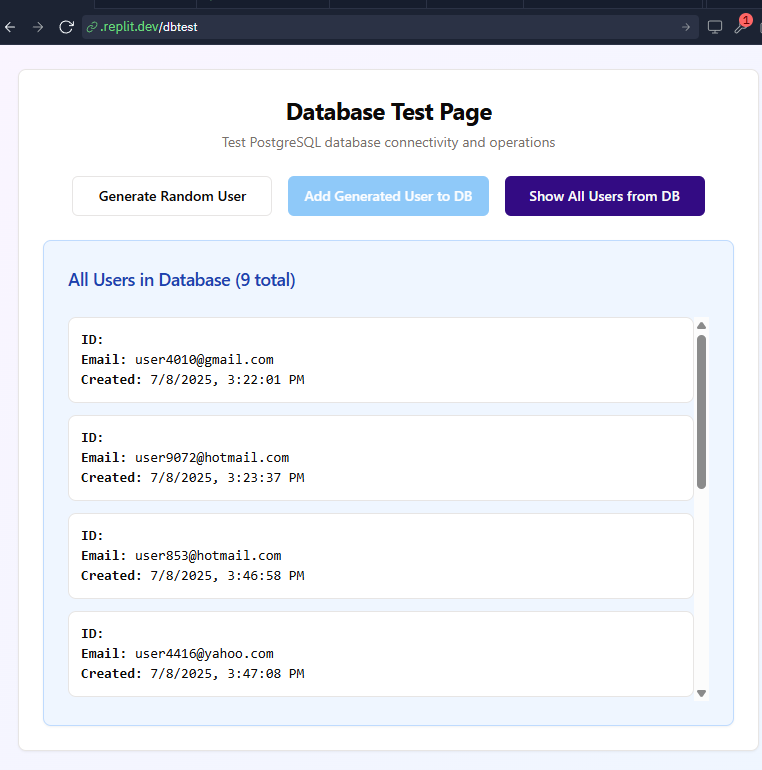 .replit.dev/dbtest
1
Database Test Page
Test PostgreSQL database connectivity and operations
Generate Random User
Add Generated User to DB
Show All Users from DB
All Users in Database (9 total)
ID:
Email: user4010@gmail.com
Created: 7/8/2025, 3:22:01 PM
ID:
Email: user9072@hotmail.com
Created: 7/8/2025, 3:23:37 PM
ID:
Email: user853@hotmail.com
Created: 7/8/2025, 3:46:58 PM
ID:
Email: user4416@yahoo.com
Created: 7/8/2025, 3:47:08 PM